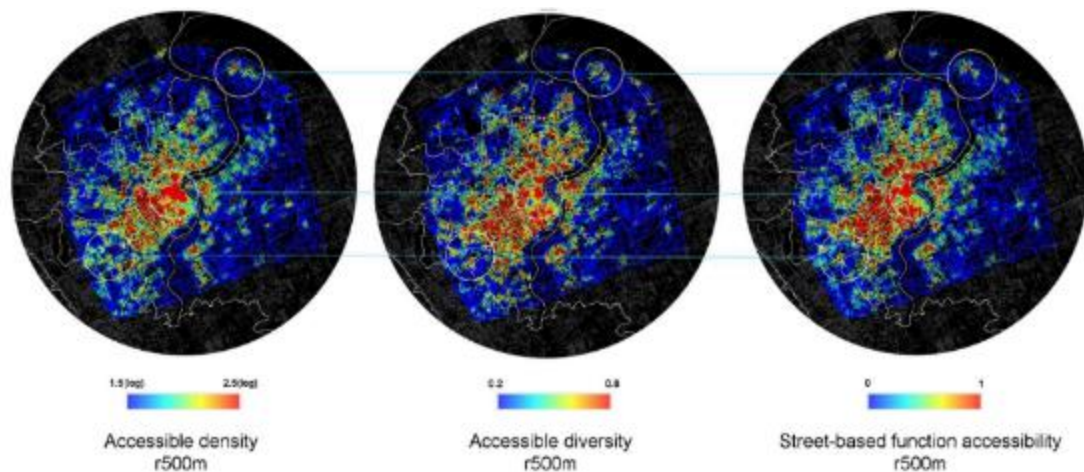 1.5(log) 2.5(log) 0.2 0.8 0 1
Accessible density Accessible diversity Street-based function accessibility
r500m r500m r500m